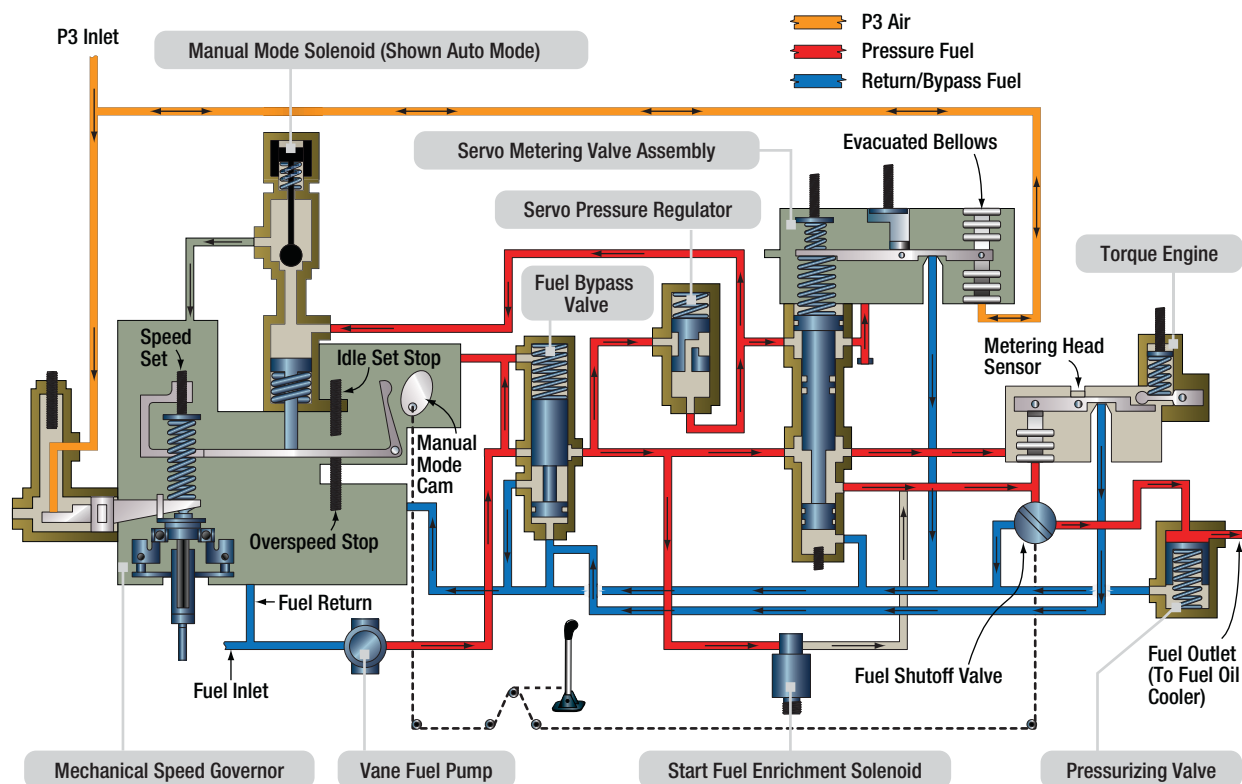 P3 Inlet
Manual Mode Solenoid (Shown Auto Mode)
P3 Air
Pressure Fuel
Return/Bypass Fuel
Servo Metering Valve Assembly
Evacuated Bellows
Servo Pressure Regulator
Torque Engine
Fuel Bypass
Valve
Speed
Set
Idle Set Stop
Metering Head
Sensor
Manual
Mode
Cam
Overspeed Stop
Fuel Return
Fuel Inlet
Fuel Shutoff Valve
Fuel Outlet
(To Fuel Oil
Cooler)
Mechanical Speed Governor
Vane Fuel Pump
Start Fuel Enrichment Solenoid
Pressurizing Valve